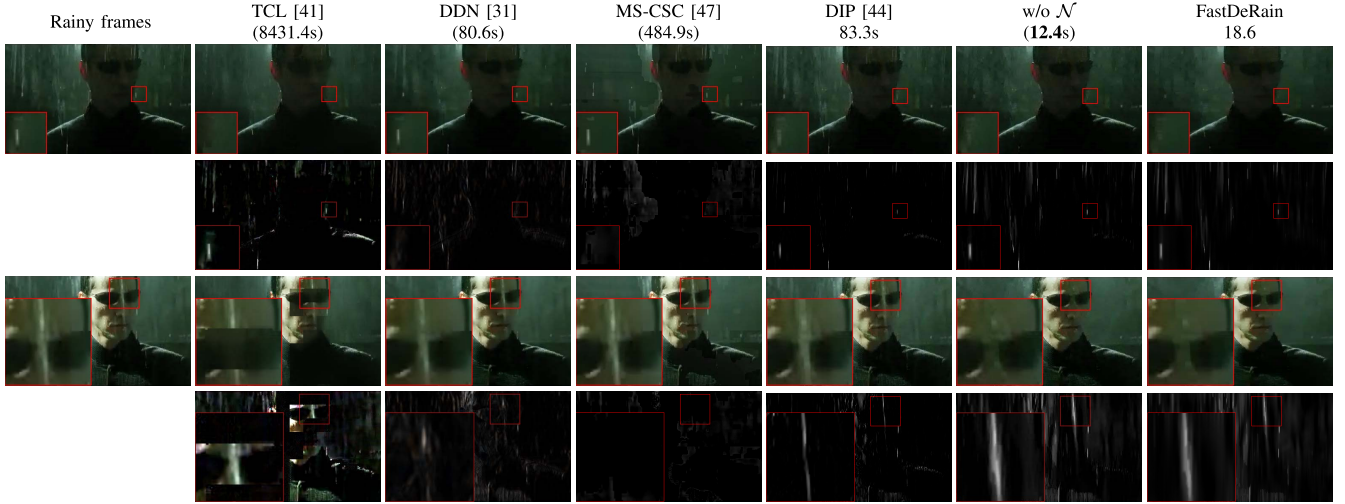 Rainy frames
TCL [41]
(8431.4s)
DDN [31]
(80.6s)
MS-CSC [47]
(484.9s)
DIP [44]
83.3s
w/o 𝒩
(12.4s)
FastDeRain
18.6